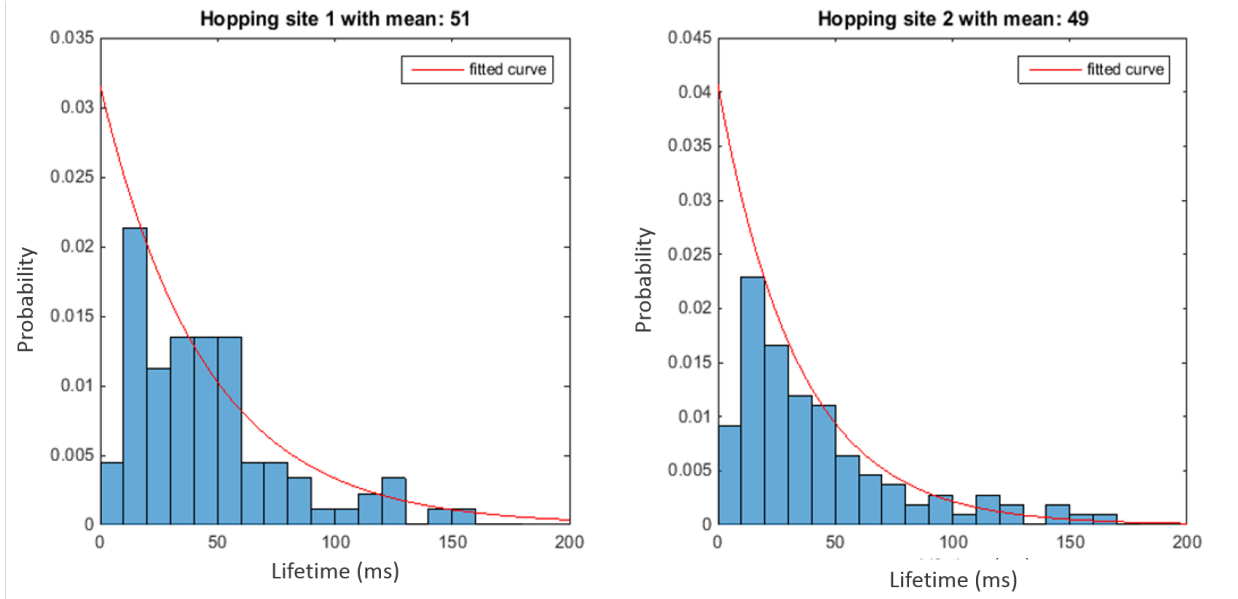 Hopping site 1 with mean: 51
fitted curve
0.035
0.03
0.025
0.02
0.015
0.01
0.005
0
Probability
0 50 100 150 200
Lifetime (ms)
Hopping site 2 with mean: 49
fitted curve
0.045
0.04
0.035
0.03
0.025
0.02
0.015
0.01
0.005
0
Probability
0 50 100 150 200
Lifetime (ms)